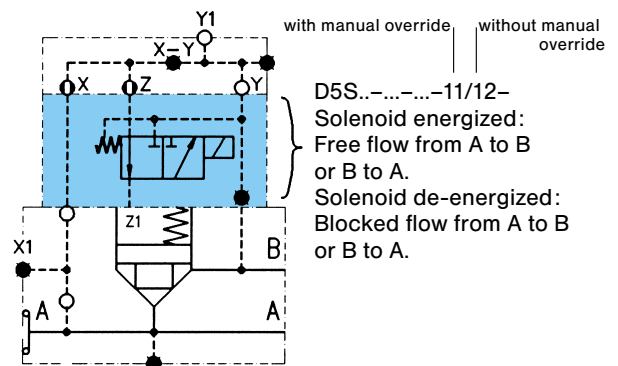 Y1
X-Y
X
Z
Y
Z1
X1
B
A
A
with manual override
without manual
override
D5S..–...–...–11/12–
Solenoid energized:
Free flow from A to B
or B to A.
Solenoid de-energized:
Blocked flow from A to B
or B to A.